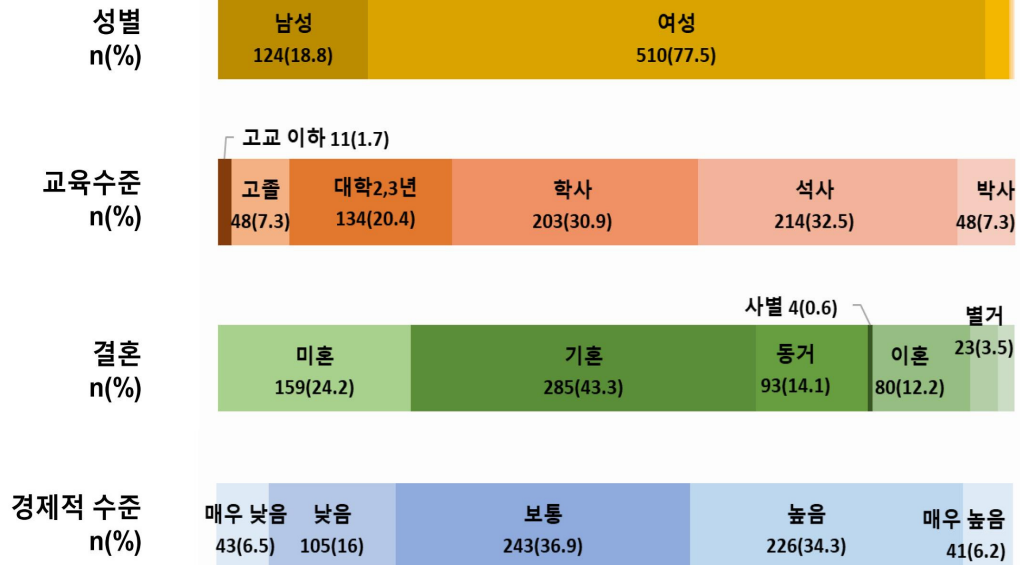 성별
n(%)
남성
124(18.8)
여성
510(77.5)
교육수준
n(%)
고교 이하 11(1.7)
고졸
48(7.3)
대학2,3년
134(20.4)
학사
203(30.9)
석사
214(32.5)
박사
48(7.3)
결혼
n(%)
미혼
159(24.2)
기혼
285(43.3)
동거
93(14.1)
사별 4(0.6)
이혼
80(12.2)
별거
23(3.5)
경제적 수준
n(%)
매우 낮음
43(6.5)
낮음
105(16)
보통
243(36.9)
높음
226(34.3)
매우 높음
41(6.2)